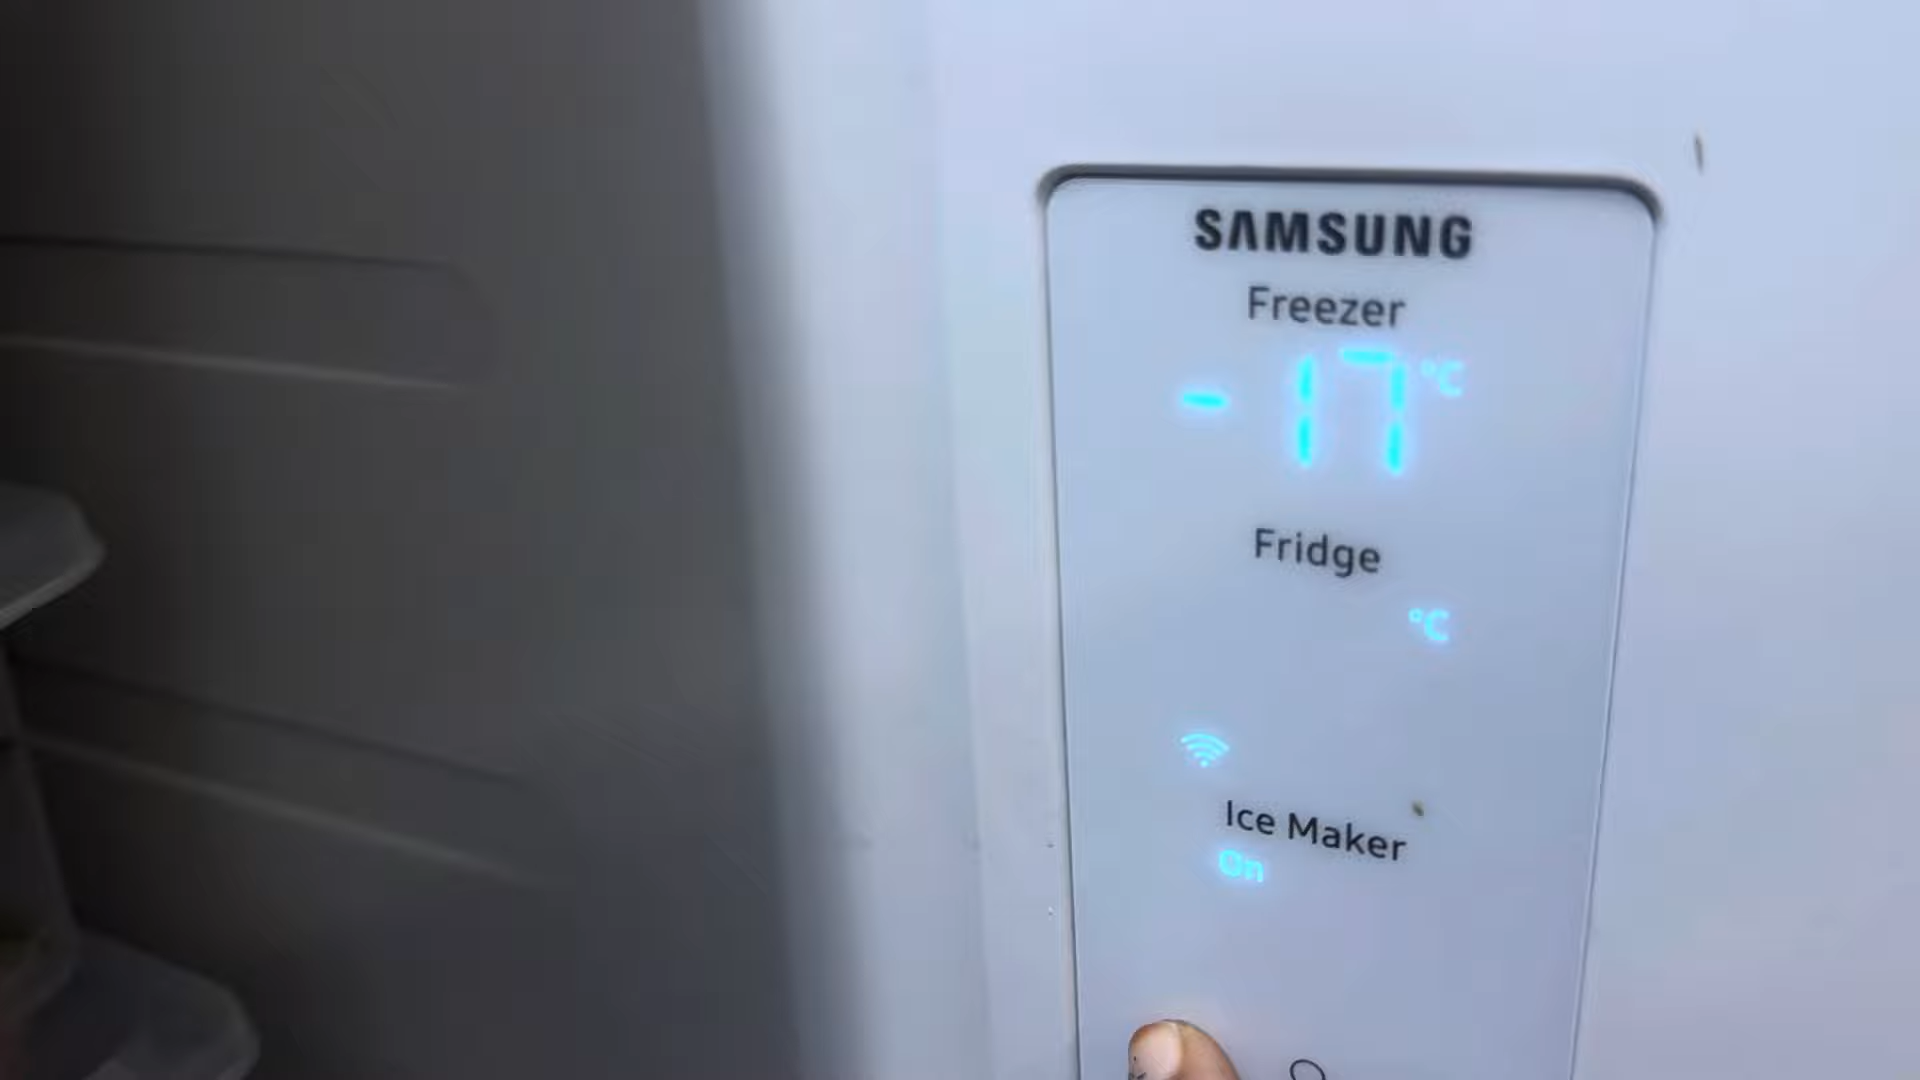 SAMSUNG
Freezer
-17 °C
Fridge
°C
Ice Maker
On